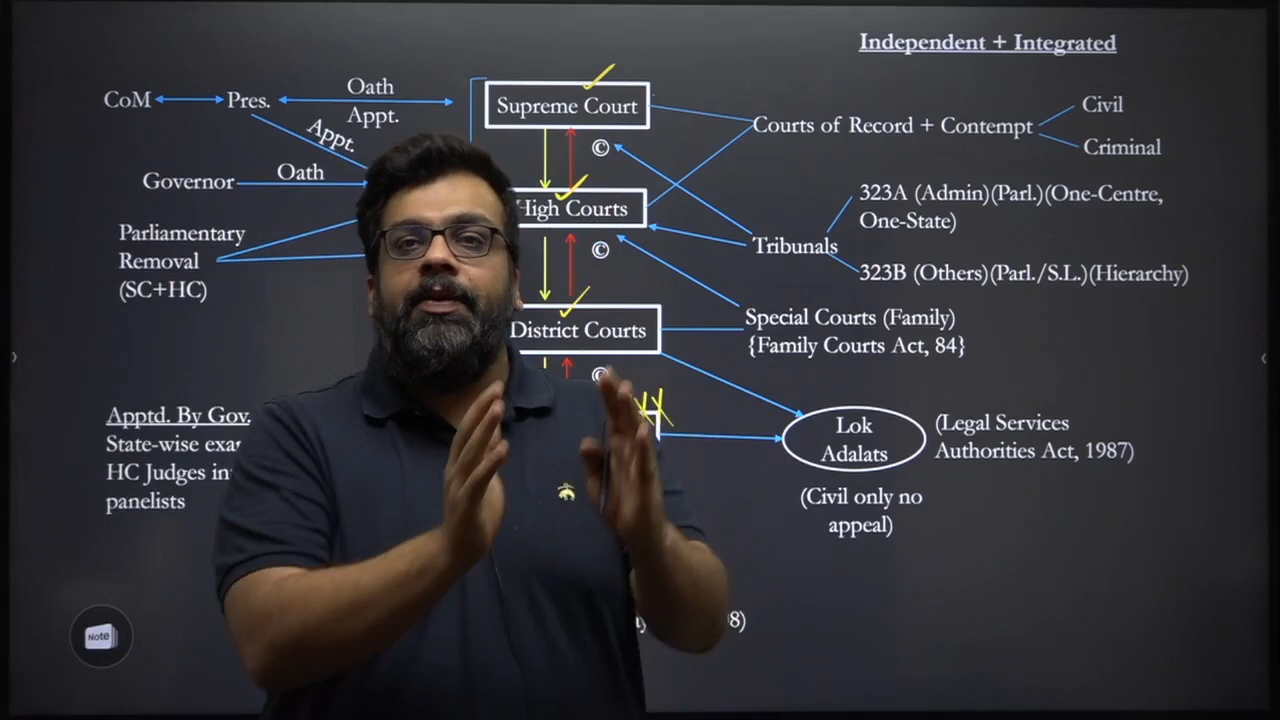 Independent + Integrated
CoM
Pres.
Oath
Appt.
Supreme Court
Appt.
©
Courts of Record + Contempt
Civil
Criminal
Governor
Oath
High Courts
323A (Admin)(Parl.)(One-Centre,
One-State)
Parliamentary
Removal
(SC+HC)
©
Tribunals
323B (Others)(Parl./S.L.)(Hierarchy)
District Courts
Special Courts (Family)
{Family Courts Act, 84}
©
Apptd. By Gov.
State-wise
HC Judges
panelists
Lok
Adalats
(Legal Services
Authorities Act, 1987)
(Civil only no
appeal)
8)
Note